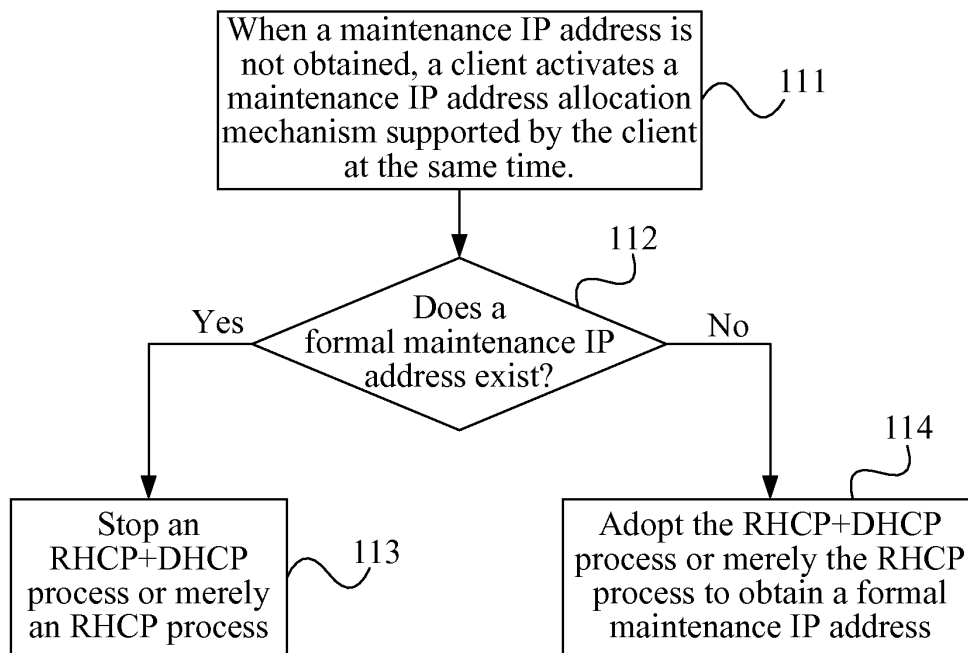 When a maintenance IP address is
not obtained, a client activates a
maintenance IP address allocation
mechanism supported by the client
at the same time.
111
112
Does a
formal maintenance IP
address exist?
Yes
No
114
Stop an
RHCP+DHCP
process or merely
an RHCP process
113
Adopt the RHCP+DHCP
process or merely the RHCP
process to obtain a formal
maintenance IP address